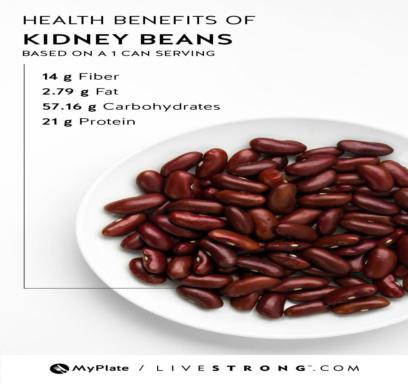 HEALTH BENEFITS OF
KIDNEY BEANS
BASED ON A 1 CAN SERVING
14 g Fiber
2.79 g Fat
57.16 g Carbohydrates
21 g Protein
MyPlate / LIVESTRONG™.COM